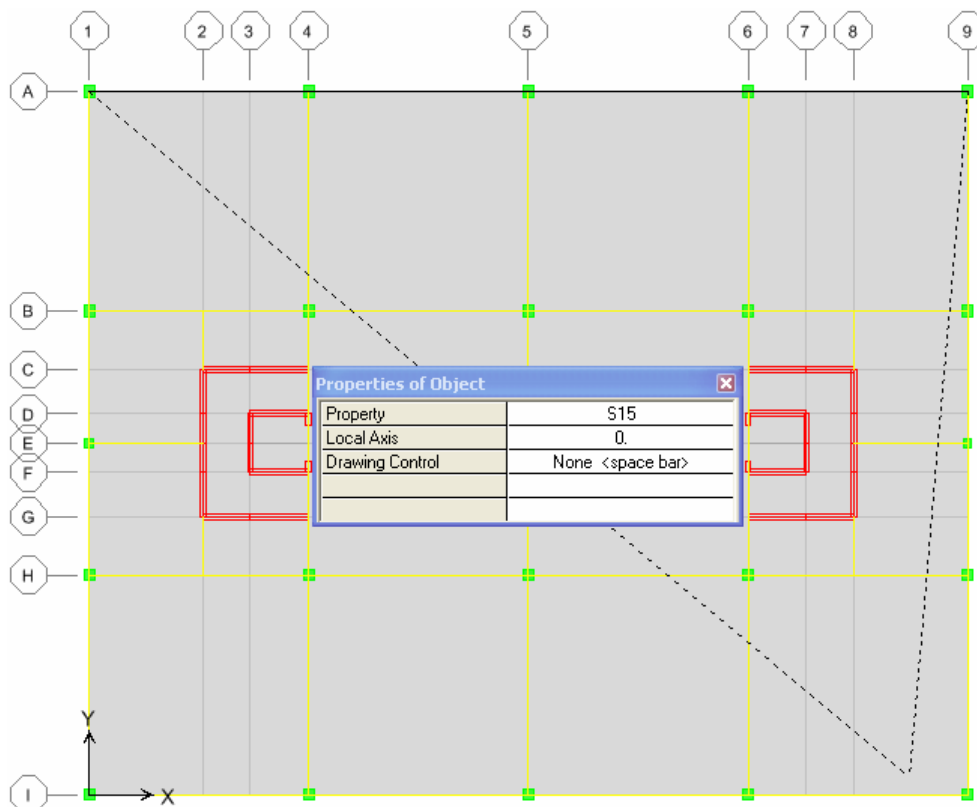 1 2 3 4 5 6 7 8 9
A
B
C
Properties of Object
D
Property S15
E
Local Axis 0.
F
Drawing Control None <space bar>
G
H
Y
X
I